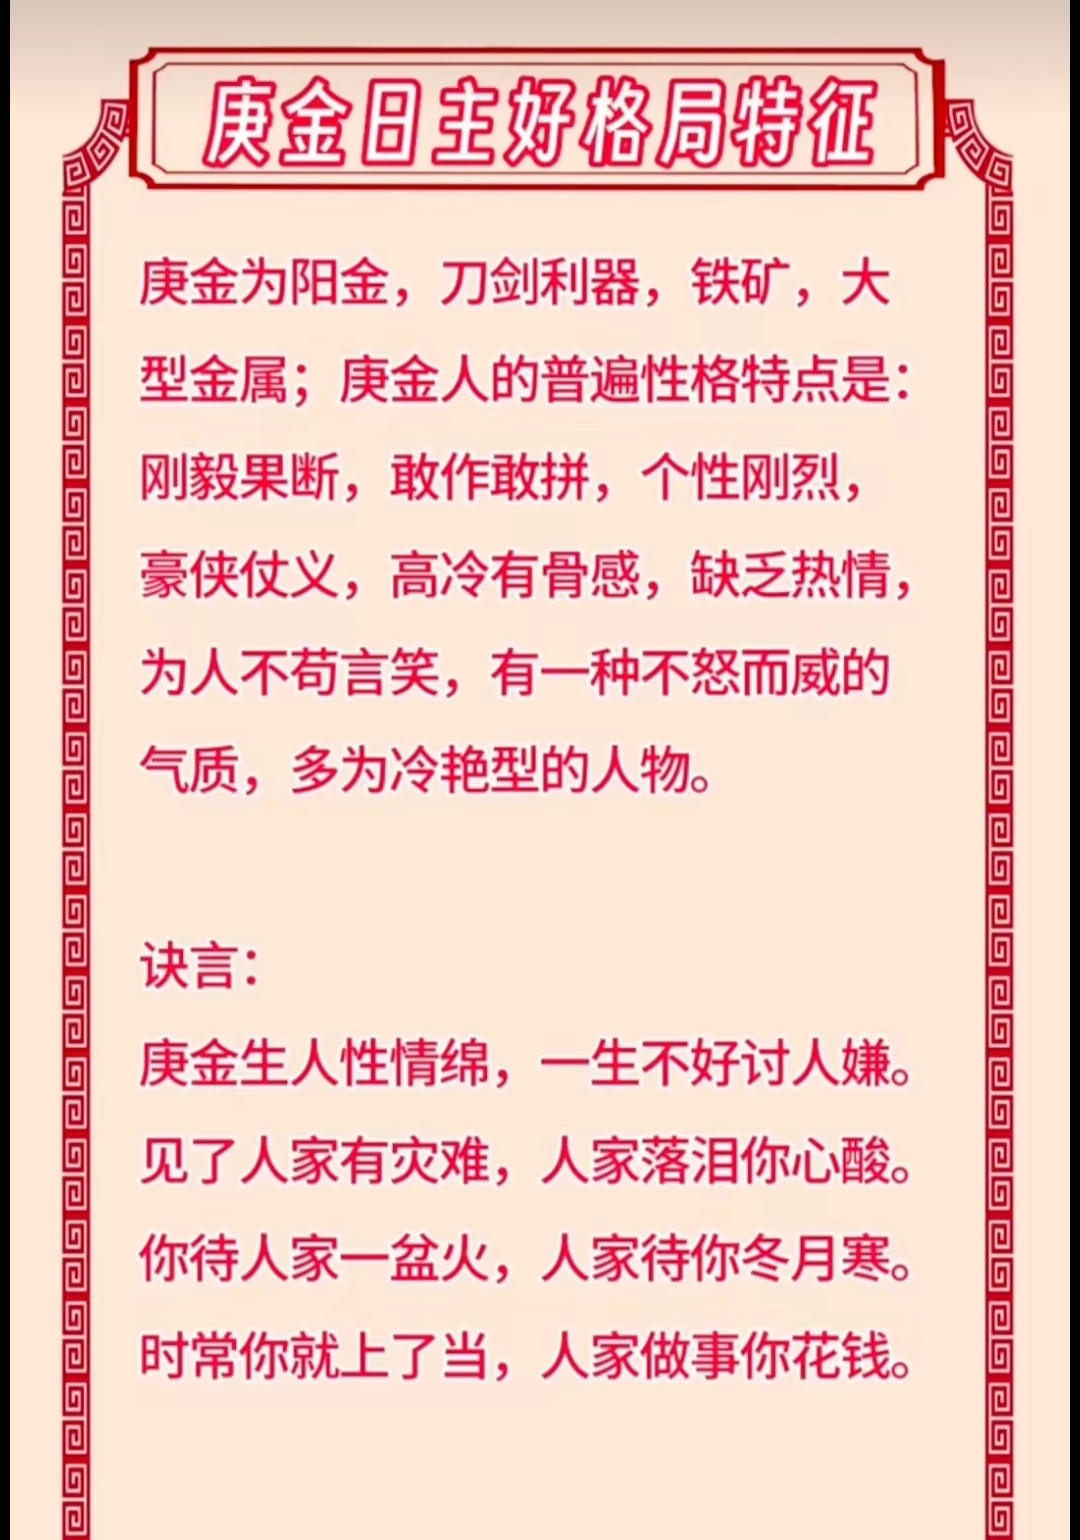 庚金日主好格局特征
庚金为阳金，刀剑利器，铁矿，大
型金属；庚金人的普遍性格特点是：
刚毅果断，敢作敢拼，个性刚烈，
豪侠仗义，高冷有骨感，缺乏热情，
为人不苟言笑，有一种不怒而威的
气质，多为冷艳型的人物。
诀言：
庚金生人性情绵，一生不好讨人嫌。
见了人家有灾难，人家落泪你心酸。
你待人家一盆火，人家待你冬月寒。
时常你就上了当，人家做事你花钱。